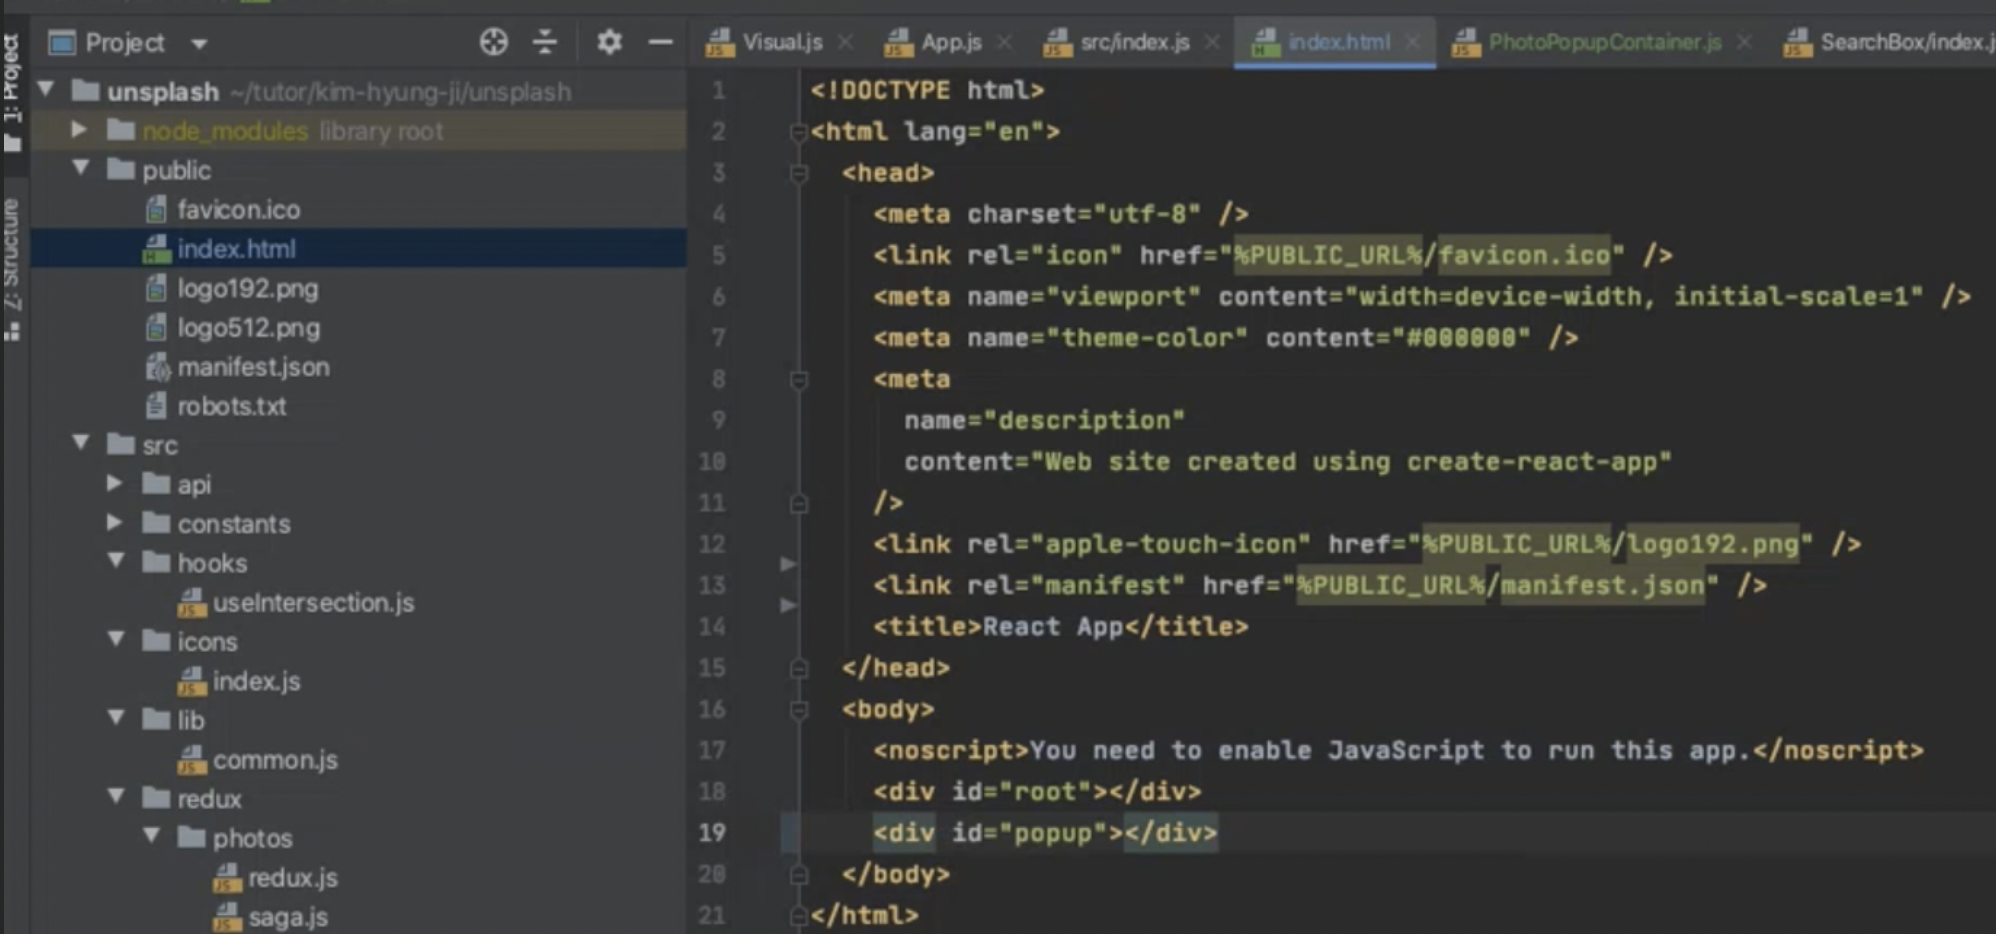 Project
1: Project
Z: Structure
unsplash ~/tutor/kim-hyung-ji/unsplash
node_modules library root
public
favicon.ico
index.html
logo192.png
logo512.png
manifest.json
robots.txt
src
api
constants
hooks
useIntersection.js
icons
index.js
lib
common.js
redux
photos
redux.js
saga.js
Visual.js App.js src/index.js index.html PhotoPopupContainer.js SearchBox/index.j
1 <!DOCTYPE html>
2 <html lang="en">
3 <head>
4 <meta charset="utf-8" />
5 <link rel="icon" href="%PUBLIC_URL%/favicon.ico" />
6 <meta name="viewport" content="width=device-width, initial-scale=1" />
7 <meta name="theme-color" content="#000000" />
8 <meta
9 name="description"
10 content="Web site created using create-react-app"
11 />
12 <link rel="apple-touch-icon" href="%PUBLIC_URL%/logo192.png" />
13 <link rel="manifest" href="%PUBLIC_URL%/manifest.json" />
14 <title>React App</title>
15 </head>
16 <body>
17 <noscript>You need to enable JavaScript to run this app.</noscript>
18 <div id="root"></div>
19 <div id="popup"></div>
20 </body>
21 </html>